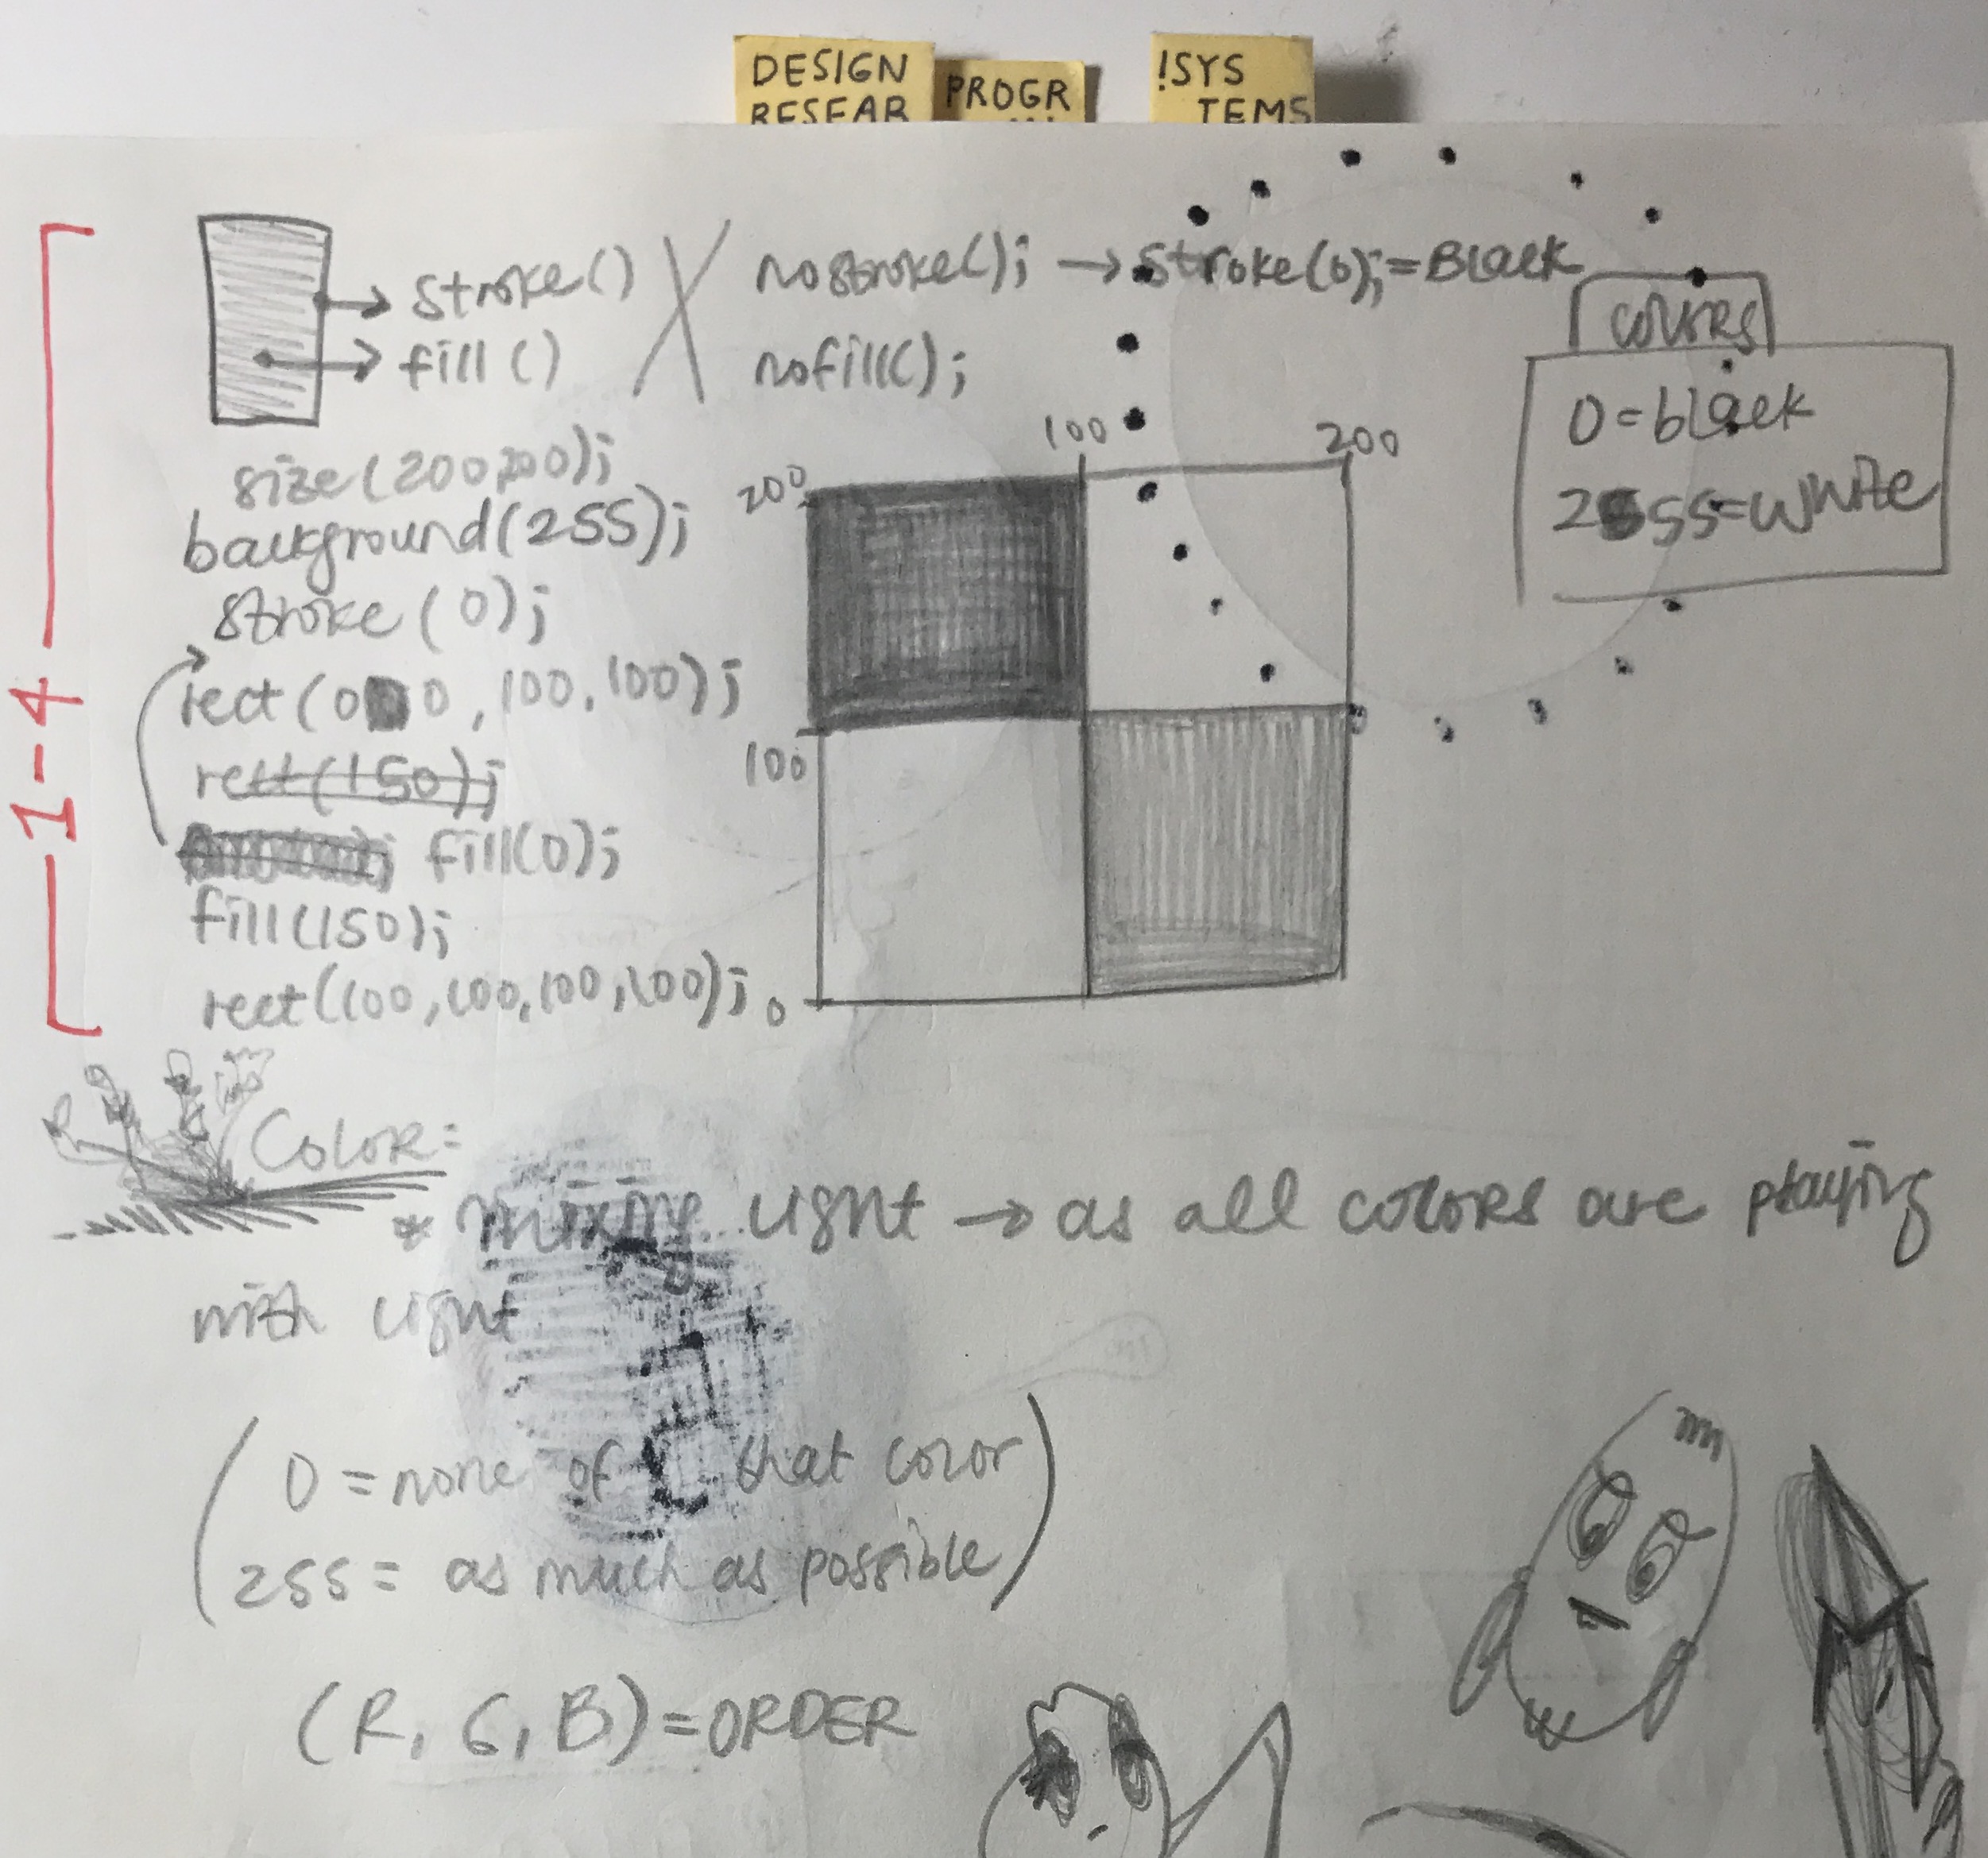 DESIGN
RESEAR
PROGR
!SYS
TEMS
1-4
stroke()
fill()
nostroke(); → stroke(0); = BLack
nofill();
COLORS
0 = black
255 = white
size(200,200);
background(255);
stroke (0);
rect (0 0, 100, 100);
rect(150);
fill(0);
fill(150);
rect(100,100,100,100);
100
200
200
100
0
COLOR:
* mixing light → as all COLORS are playing
with light
0 = none of that color
255 = as much as possible
(R, G, B) = ORDER